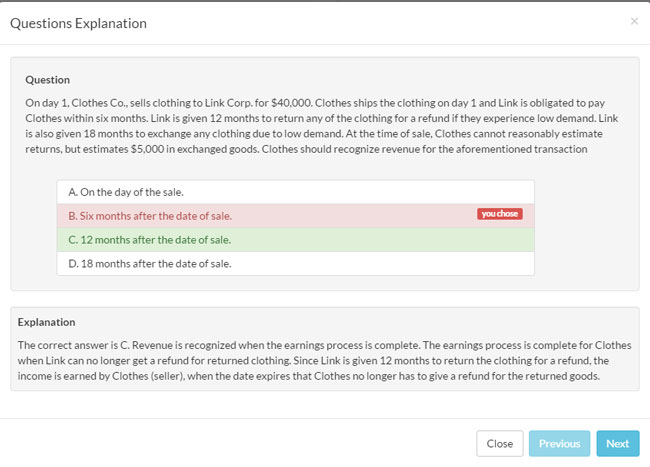 Questions Explanation
×
Question
On day 1, Clothes Co., sells clothing to Link Corp. for $40,000. Clothes ships the clothing on day 1 and Link is obligated to pay
Clothes within six months. Link is given 12 months to return any of the clothing for a refund if they experience low demand. Link
is also given 18 months to exchange any clothing due to low demand. At the time of sale, Clothes cannot reasonably estimate
returns, but estimates $5,000 in exchanged goods. Clothes should recognize revenue for the aforementioned transaction
A. On the day of the sale.
B. Six months after the date of sale.
you chose
C. 12 months after the date of sale.
D. 18 months after the date of sale.
Explanation
The correct answer is C. Revenue is recognized when the earnings process is complete. The earnings process is complete for Clothes
when Link can no longer get a refund for returned clothing. Since Link is given 12 months to return the clothing for a refund, the
income is earned by Clothes (seller), when the date expires that Clothes no longer has to give a refund for the returned goods.
Close
Previous
Next